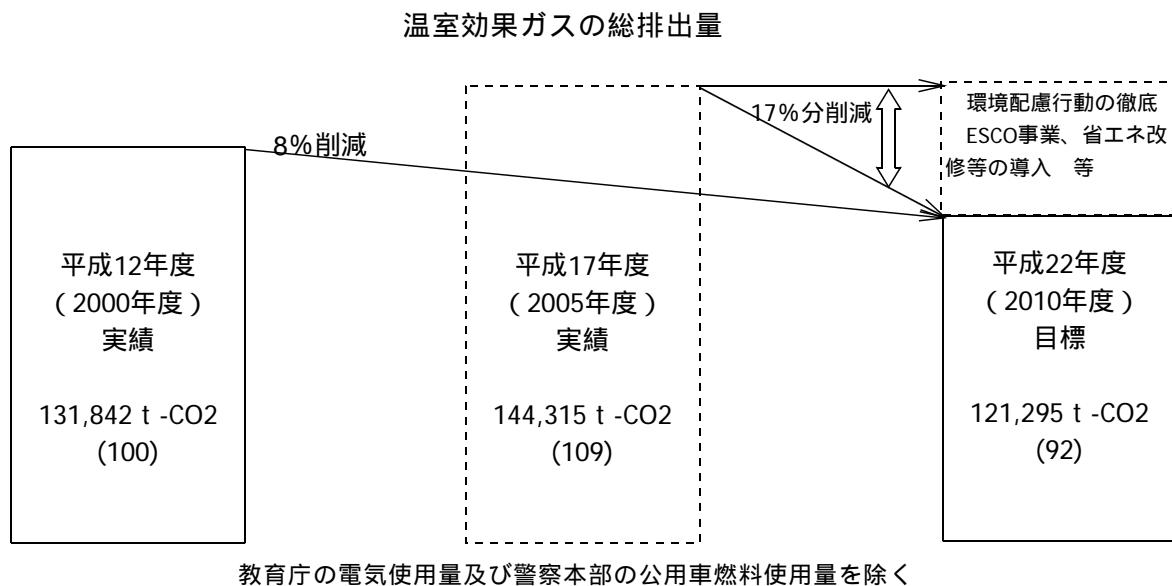 温室効果ガスの総排出量
8%削減
17%分削減
環境配慮行動の徹底
ESCO事業、省エネ改
修等の導入　等
平成12年度
（2000年度）
実績
131,842 t -CO2
(100)
平成17年度
（2005年度）
実績
144,315 t -CO2
(109)
平成22年度
（2010年度）
目標
121,295 t -CO2
(92)
教育庁の電気使用量及び警察本部の公用車燃料使用量を除く